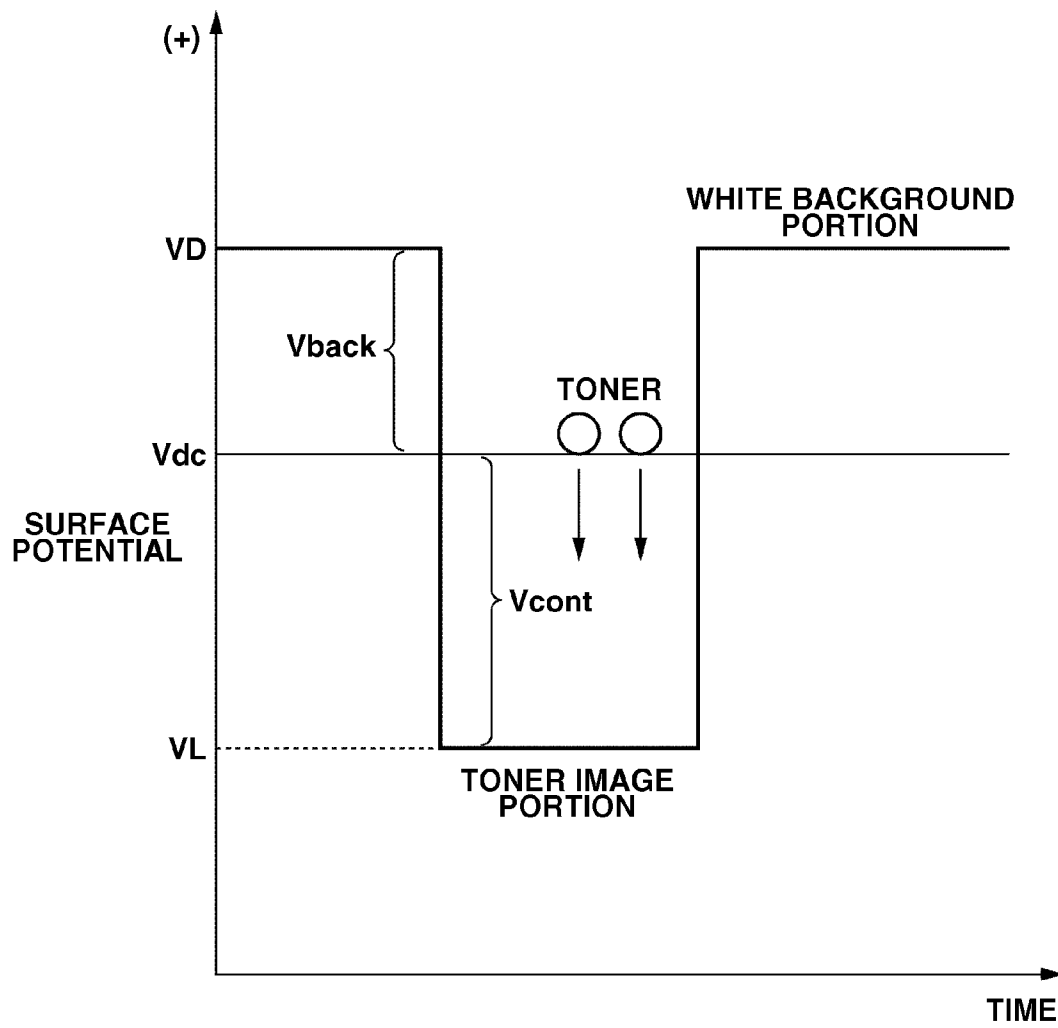 (+)
WHITE BACKGROUND
PORTION
VD
Vback
TONER
Vdc
SURFACE
POTENTIAL
Vcont
VL
TONER IMAGE
PORTION
TIME